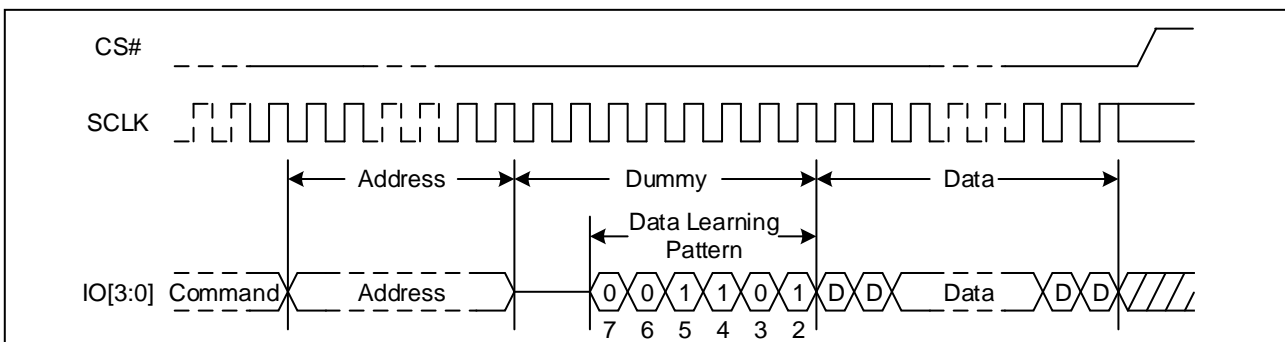 CS#
SCLK
Address Dummy Data
Data Learning
Pattern
IO[3:0] Command Address 0 0 1 1 0 1 D D Data D D
7 6 5 4 3 2